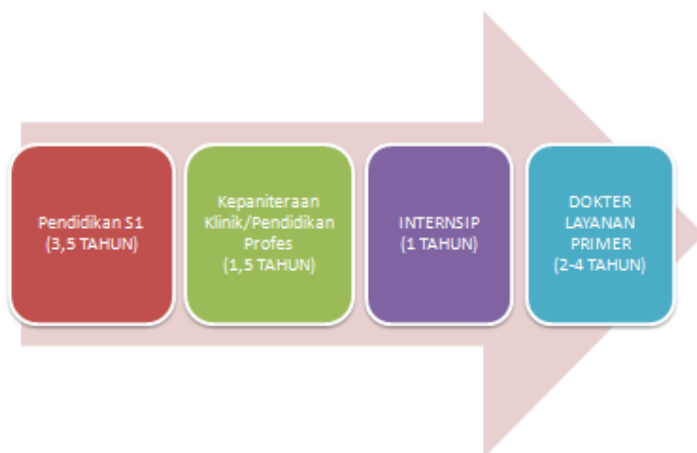 Pendidikan S1
(3,5 TAHUN)
Kepaniteraan
Klinik/Pendidikan
Profes
(1,5 TAHUN)
INTERNSIP
(1 TAHUN)
DOKTER
LAYANAN
PRIMER
(2-4 TAHUN)